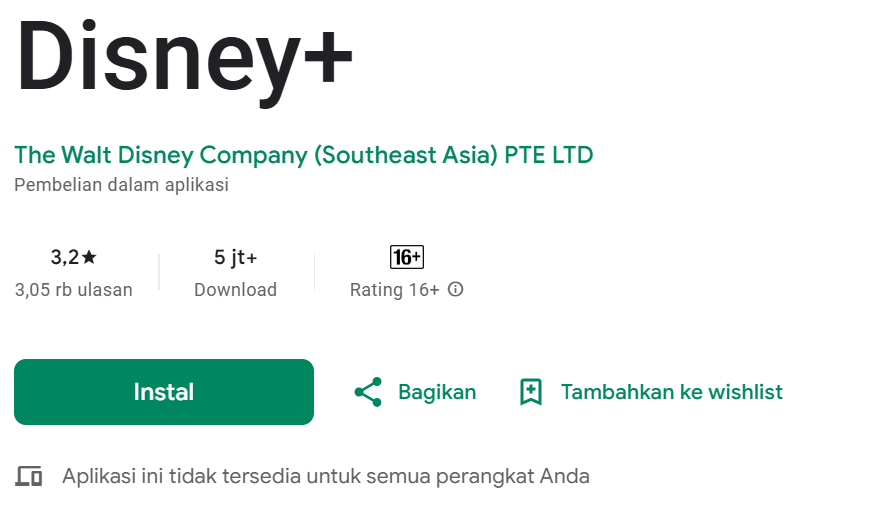 Disney+
The Walt Disney Company (Southeast Asia) PTE LTD
Pembelian dalam aplikasi
3,2★ 5 jt+ 16+
3,05 rb ulasan Download Rating 16+
Instal Bagikan Tambahkan ke wishlist
Aplikasi ini tidak tersedia untuk semua perangkat Anda